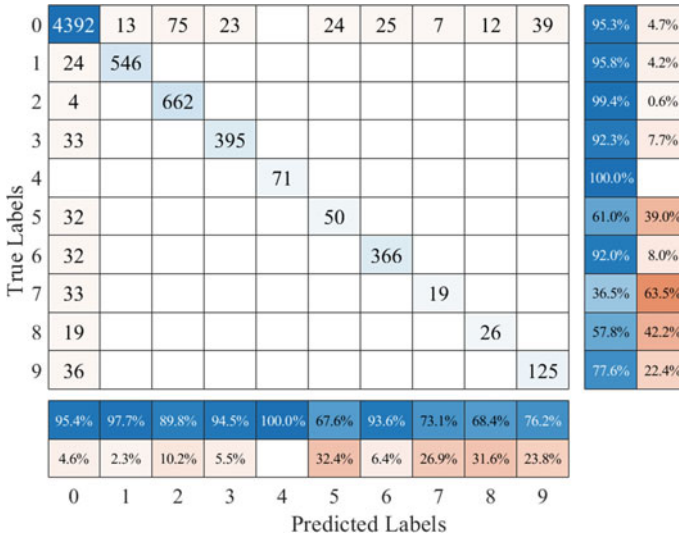 0 4392 13 75 23 24 25 7 12 39 95.3% 4.7%
1 24 546 95.8% 4.2%
2 4 662 99.4% 0.6%
3 33 395 92.3% 7.7%
4 71 100.0%
5 32 50 61.0% 39.0%
6 32 366 92.0% 8.0%
7 33 19 36.5% 63.5%
8 19 26 57.8% 42.2%
9 36 125 77.6% 22.4%
True Labels
95.4% 97.7% 89.8% 94.5% 100.0% 67.6% 93.6% 73.1% 68.4% 76.2%
4.6% 2.3% 10.2% 5.5% 32.4% 6.4% 26.9% 31.6% 23.8%
0 1 2 3 4 5 6 7 8 9
Predicted Labels